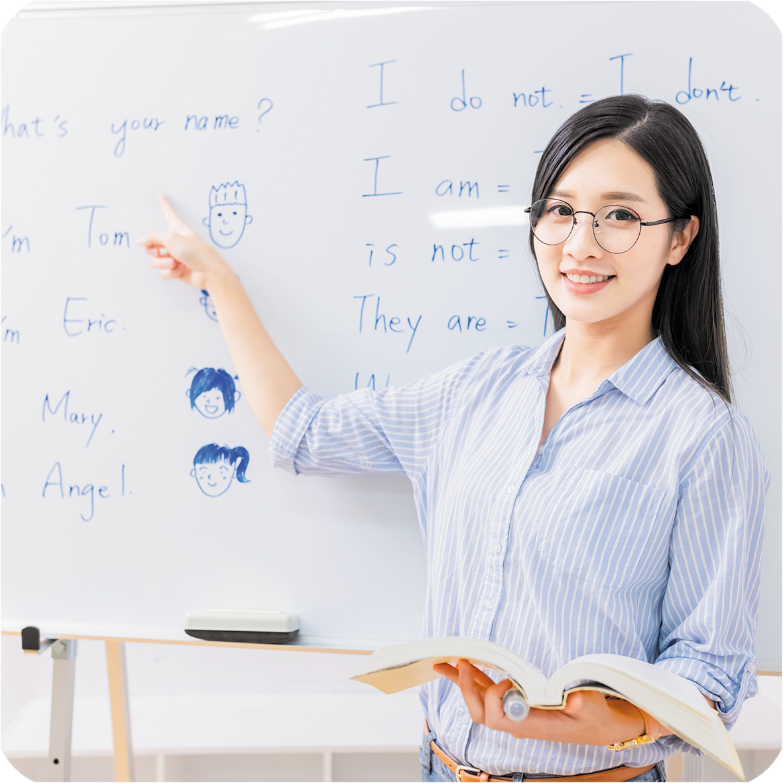 hat's your name?
'm Tom
'm Eric.
Mary.
Angel.
I do not. = I don't.
I am =
is not =
They are =